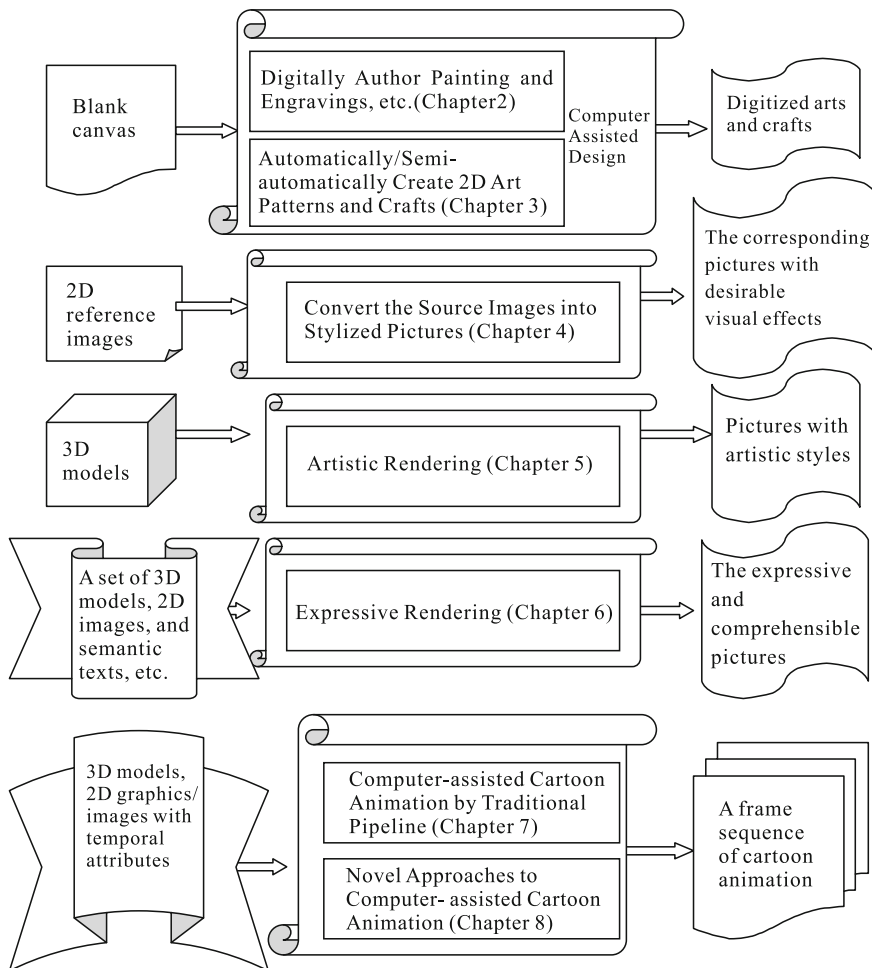 Blank
canvas
Digitally Author Painting and
Engravings, etc.(Chapter2)
Automatically/Semi-
automatically Create 2D Art
Patterns and Crafts (Chapter 3)
Computer
Assisted
Design
Digitized arts
and crafts
2D
reference
images
Convert the Source Images into
Stylized Pictures (Chapter 4)
The corresponding
pictures with
desirable
visual effects
3D
models
Artistic Rendering (Chapter 5)
Pictures with
artistic styles
A set of 3D
models, 2D
images, and
semantic
texts, etc.
Expressive Rendering (Chapter 6)
The expressive
and
comprehensible
pictures
3D models,
2D graphics/
images with
temporal
attributes
Computer-assisted Cartoon
Animation by Traditional
Pipeline (Chapter 7)
Novel Approaches to
Computer- assisted Cartoon
Animation (Chapter 8)
A frame
sequence
of cartoon
animation